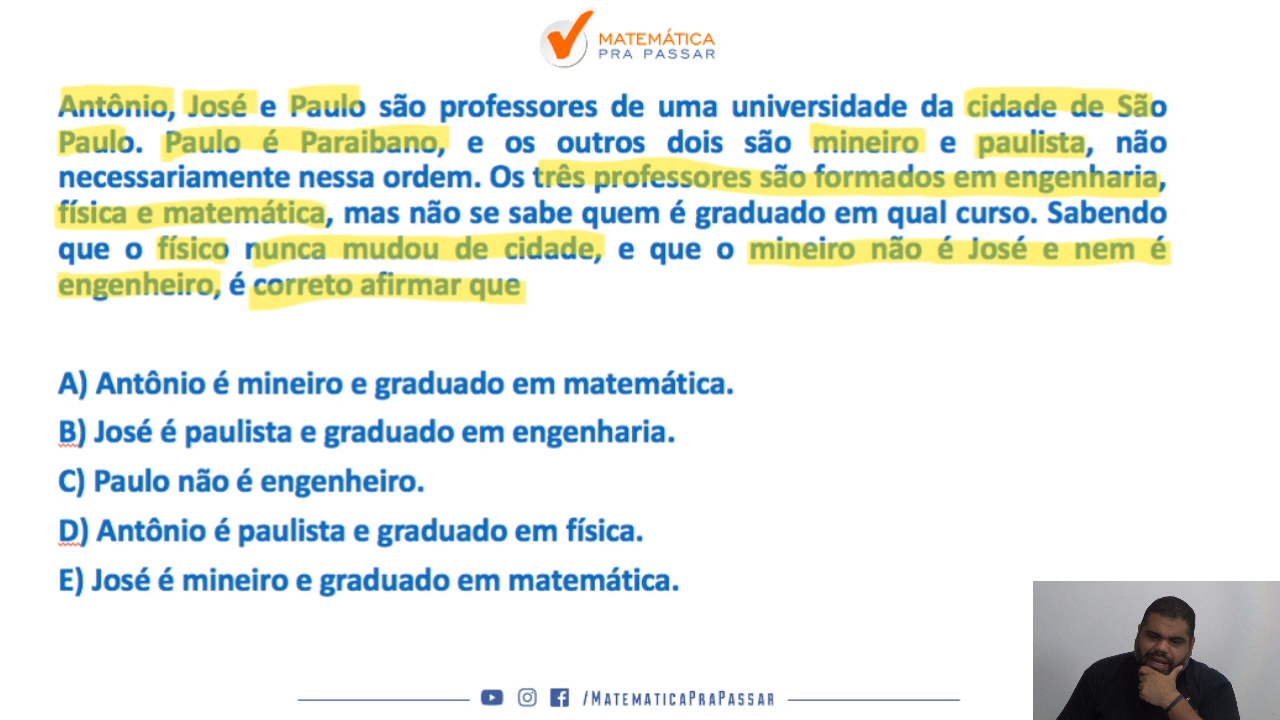 MATEMÁTICA
PRA PASSAR
Antônio, José e Paulo são professores de uma universidade da cidade de São
Paulo. Paulo é Paraibano, e os outros dois são mineiro e paulista, não
necessariamente nessa ordem. Os três professores são formados em engenharia,
física e matemática, mas não se sabe quem é graduado em qual curso. Sabendo
que o físico nunca mudou de cidade, e que o mineiro não é José e nem é
engenheiro, é correto afirmar que
A) Antônio é mineiro e graduado em matemática.
B) José é paulista e graduado em engenharia.
C) Paulo não é engenheiro.
D) Antônio é paulista e graduado em física.
E) José é mineiro e graduado em matemática.
/MATEMATICAPRAPASSAR